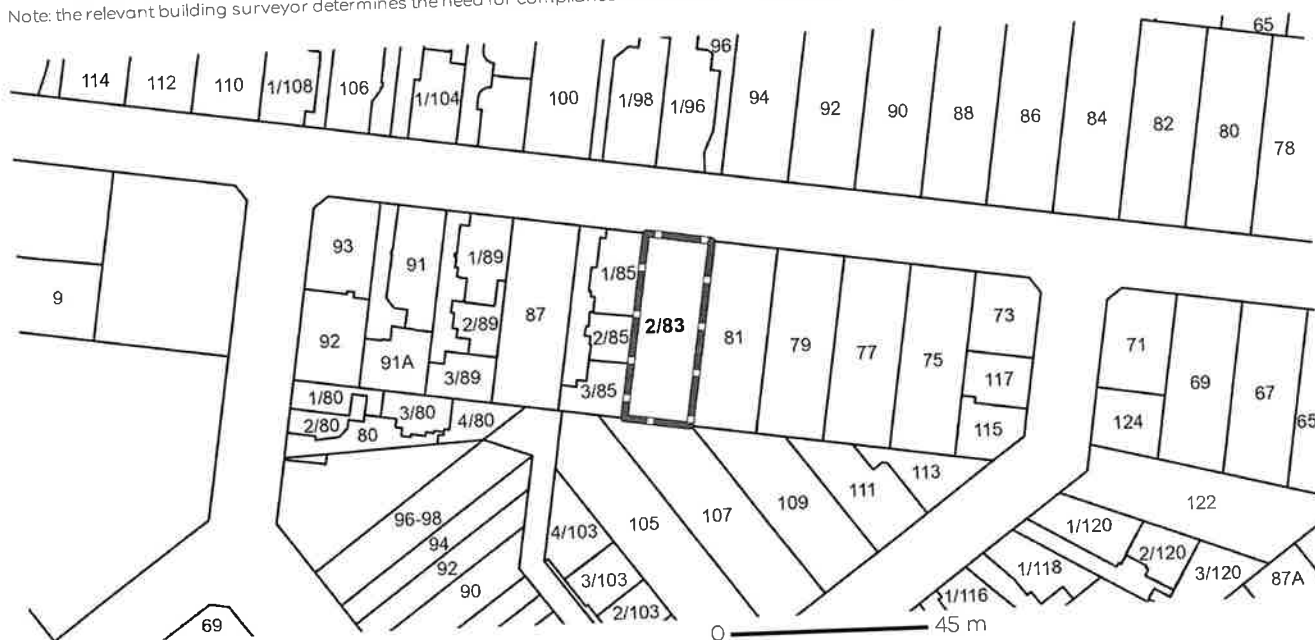 Note: the relevant building surveyor determines the need for compliance
65
114 112 110 1/108 106 1/104 100 1/98 1/96 96 94 92 90 88 86 84 82 80 78
93 91 1/89 87 1/85 2/83 81 79 77 75 73 71 69 67 65
9
92 91A 2/89 3/89 2/85 3/85 117 115 124
1/80 2/80 80 3/80 4/80
96-98 94 92 90 4/103 3/103 2/103 105 107 109 111 113 122
1/120 2/120 3/120 87A
1/118 1/116
69
0 45 m